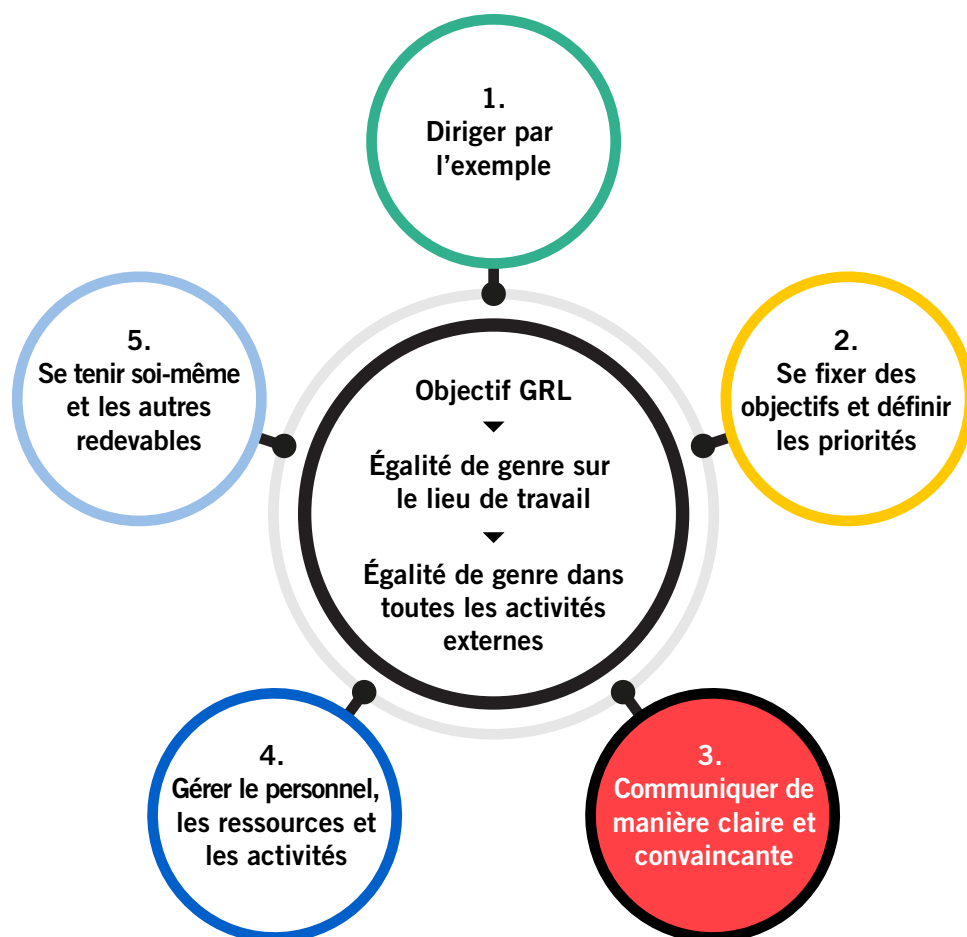 1.
Diriger par
l’exemple
2.
Se fixer des
objectifs et définir
les priorités
3.
Communiquer de
manière claire et
convaincante
4.
Gérer le personnel,
les ressources et
les activités
5.
Se tenir soi-même
et les autres
redevables
Objectif GRL
Égalité de genre sur
le lieu de travail
Égalité de genre dans
toutes les activités
externes